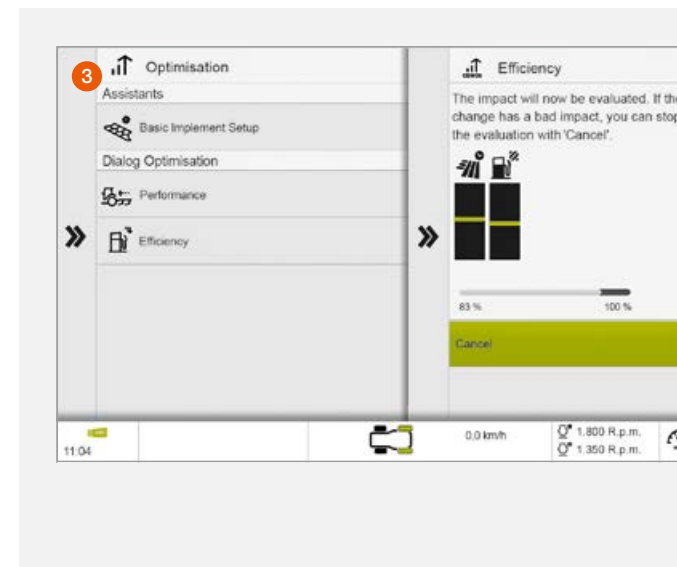 3
Optimisation
Assistants
Basic Implement Setup
Dialog Optimisation
Performance
Efficiency
Efficiency
The impact will now be evaluated. If the
change has a bad impact, you can stop
the evaluation with 'Cancel'.
83 %
100 %
Cancel
11:04
0,0 km/h
1.800 R.p.m.
1.350 R.p.m.